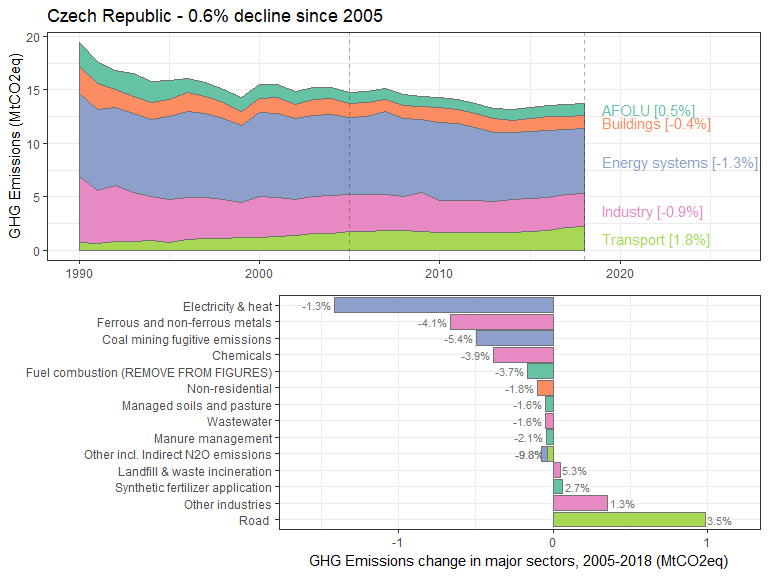 Czech Republic - 0.6% decline since 2005
GHG Emissions (MtCO2eq)
20
15
10
5
0
1990
2000
2010
2020
AFOLU [0.5%]
Buildings [-0.4%]
Energy systems [-1.3%]
Industry [-0.9%]
Transport [1.8%]
Electricity & heat -1.3%
Ferrous and non-ferrous metals -4.1%
Coal mining fugitive emissions -5.4%
Chemicals -3.9%
Fuel combustion (REMOVE FROM FIGURES) -3.7%
Non-residential -1.8%
Managed soils and pasture -1.6%
Wastewater -1.6%
Manure management -2.1%
Other incl. Indirect N2O emissions -9.8%
Landfill & waste incineration 5.3%
Synthetic fertilizer application 2.7%
Other industries 1.3%
Road 3.5%
-1
0
1
GHG Emissions change in major sectors, 2005-2018 (MtCO2eq)